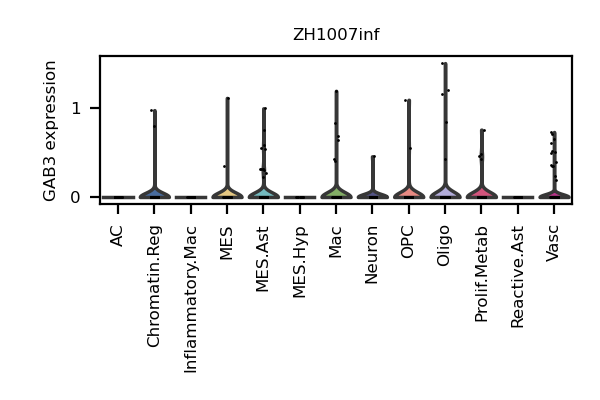 ZH1007inf
GAB3 expression
1
0
AC
Chromatin.Reg
Inflammatory.Mac
MES
MES.Ast
MES.Hyp
Mac
Neuron
OPC
Oligo
Prolif.Metab
Reactive.Ast
Vasc